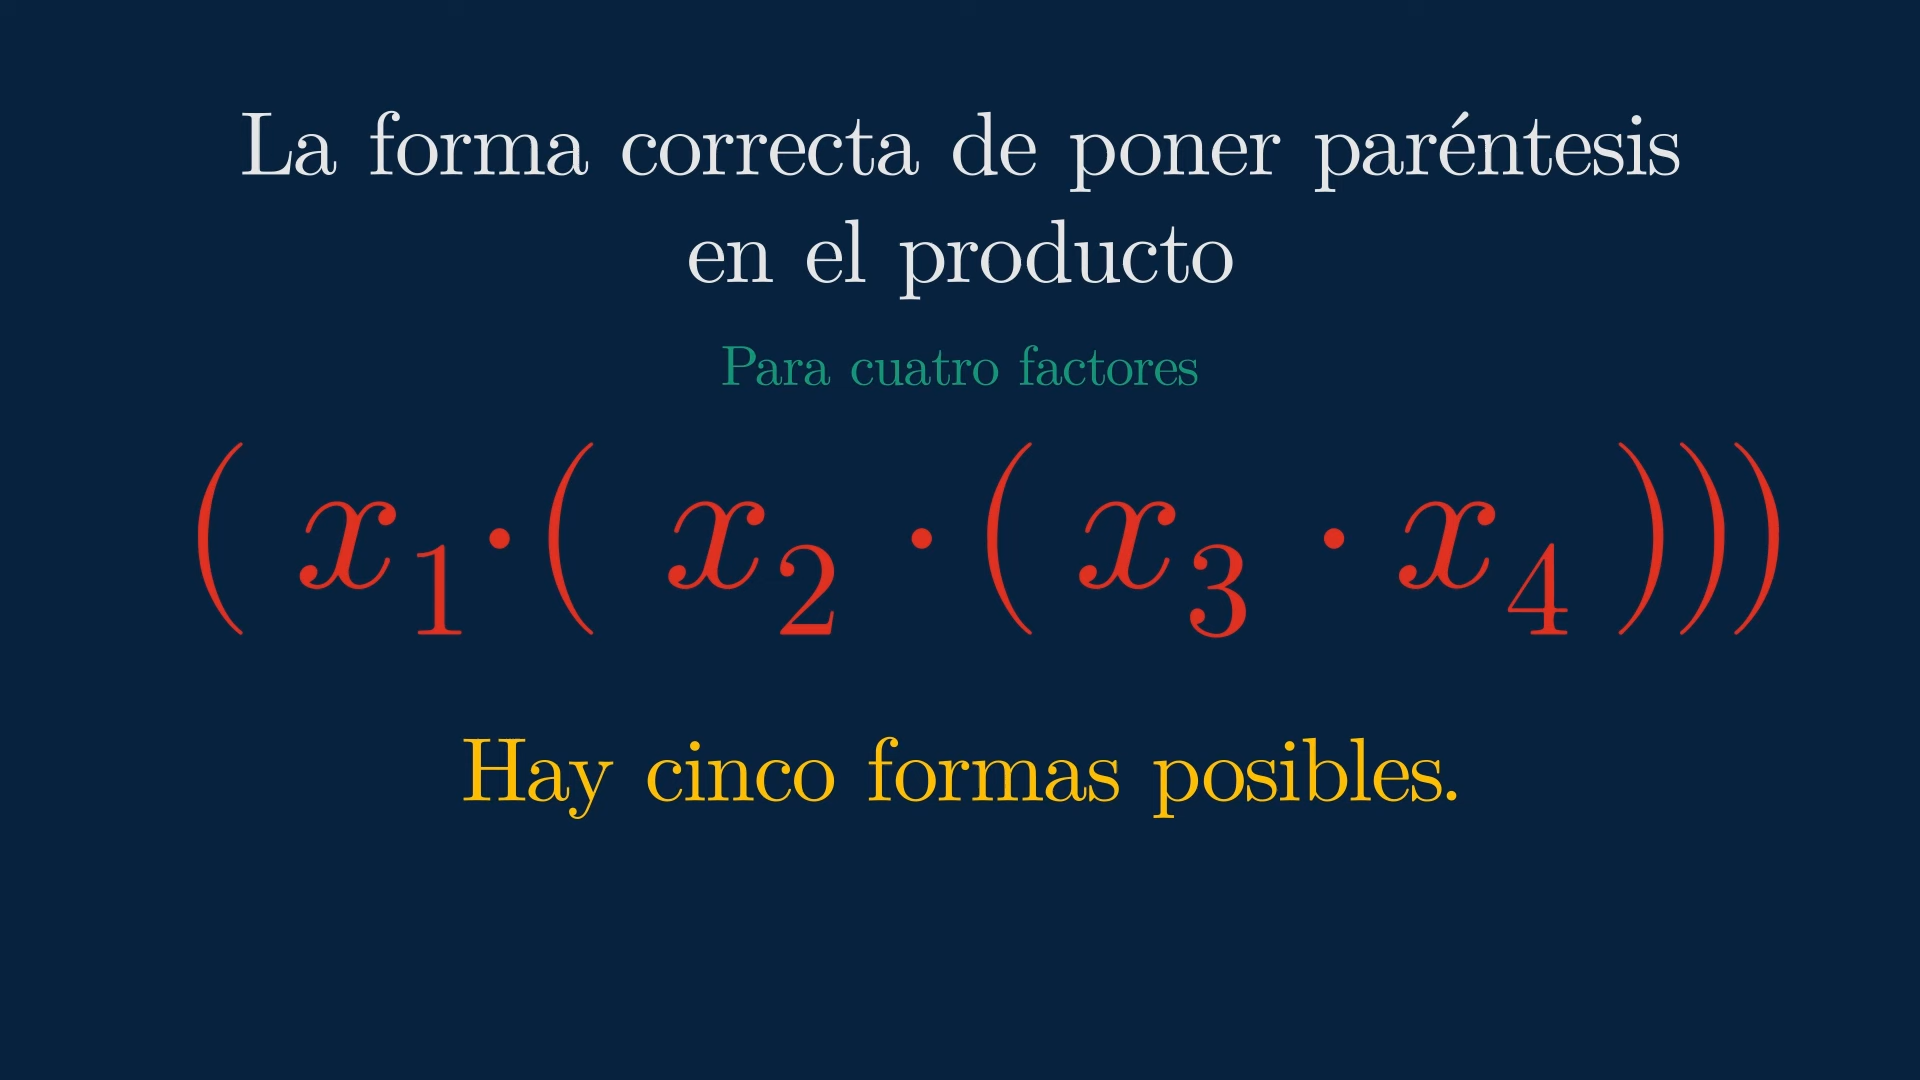 La forma correcta de poner paréntesis
en el producto
Para cuatro factores
( x₁·( x₂ ·( x₃ · x₄ )))
Hay cinco formas posibles.